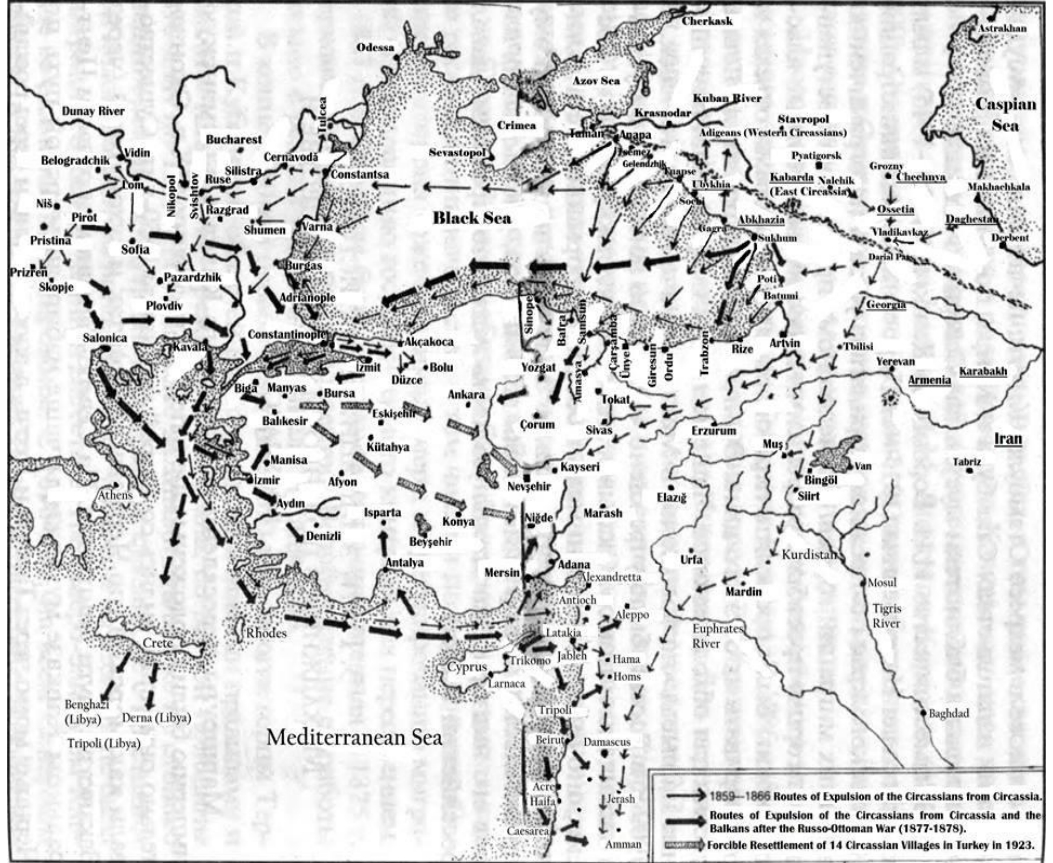 Cherkask
Astrakhan
Odessa
Azov Sea
Caspian
Sea
Dunay River
Tulcea
Kuban River
Krasnodar
Stavropol
Bucharest
Crimea
Taman
Anapa
Adigeans (Western Circassians)
Vidin
Belogradchik
Cernavodă
Sevastopol
Tsemez
Gelendzhik
Pyatigorsk
Lom
Nikopol
Svishtov
Ruse
Silistra
Constantsa
Tuapse
Ubykhia
Kabarda
(East Circassia)
Nalchik
Grozny
Chechnya
Makhachkala
Niš
Pirot
Razgrad
Shumen
Varna
Black Sea
Sochi
Gagra
Abkhazia
Sukhum
Ossetia
Vladikavkaz
Daghestan
Derbent
Pristina
Sofia
Prizren
Skopje
Pazardzhik
Burgas
Darial Pa
Plovdiv
Adrianople
Poti
Batumi
Georgia
Salonica
Kavala
Constantinople
Akçakoca
Sinope
Bafra
Samsun
Çarşamba
Ünye
Giresun
Ordu
Trabzon
Rize
Artvin
Tbilisi
Biga
Manyas
İzmit
Düzce
Bolu
Yozgat
Amasya
Yerevan
Armenia
Karabakh
Bursa
Balıkesir
Eskişehir
Ankara
Tokat
Çorum
Sivas
Erzurum
Iran
Kütahya
Muş
Manisa
İzmir
Afyon
Kayseri
Nevşehir
Bingöl
Van
Tabriz
Athens
Aydın
Isparta
Konya
Niğde
Marash
Elazığ
Siirt
Denizli
Beyşehir
Antalya
Mersin
Adana
Alexandretta
Urfa
Kurdistan
Mardin
Mosul
Antioch
Aleppo
Tigris
River
Rhodes
Crete
Latakia
Euphrates
River
Cyprus
Trikomo
Jableh
Hama
Larnaca
Homs
Benghazi
(Libya)
Derna (Libya)
Tripoli
Baghdad
Tripoli (Libya)
Mediterranean Sea
Beirut
Damascus
Acre
Haifa
Jerash
Caesarea
Amman
1859—1866 Routes of Expulsion of the Circassians from Circassia.
Routes of Expulsion of the Circassians from Circassia and the
Balkans after the Russo-Ottoman War (1877-1878).
Forcible Resettlement of 14 Circassian Villages in Turkey in 1923.